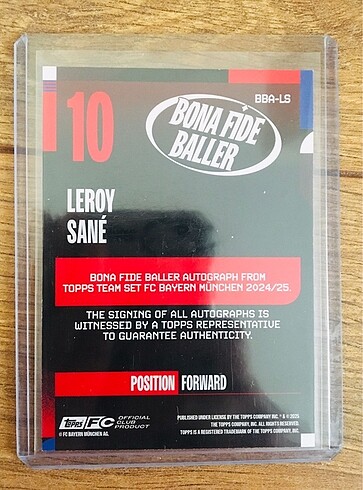 BBA-LS
10
BONA FIDE
BALLER
LEROY
SANÉ
BONA FIDE BALLER AUTOGRAPH FROM
TOPPS TEAM SET FC BAYERN MÜNCHEN 2024/25.
THE SIGNING OF ALL AUTOGRAPHS IS
WITNESSED BY A TOPPS REPRESENTATIVE
TO GUARANTEE AUTHENTICITY.
POSITION FORWARD
TOPPS FC OFFICIAL
CLUB
PRODUCT
© FC BAYERN MÜNCHEN AG.
PUBLISHED UNDER LICENSE BY THE TOPPS COMPANY, INC. ® & © 2025
THE TOPPS COMPANY, INC. ALL RIGHTS RESERVED.
TOPPS IS A REGISTERED TRADEMARK OF THE TOPPS COMPANY, INC.